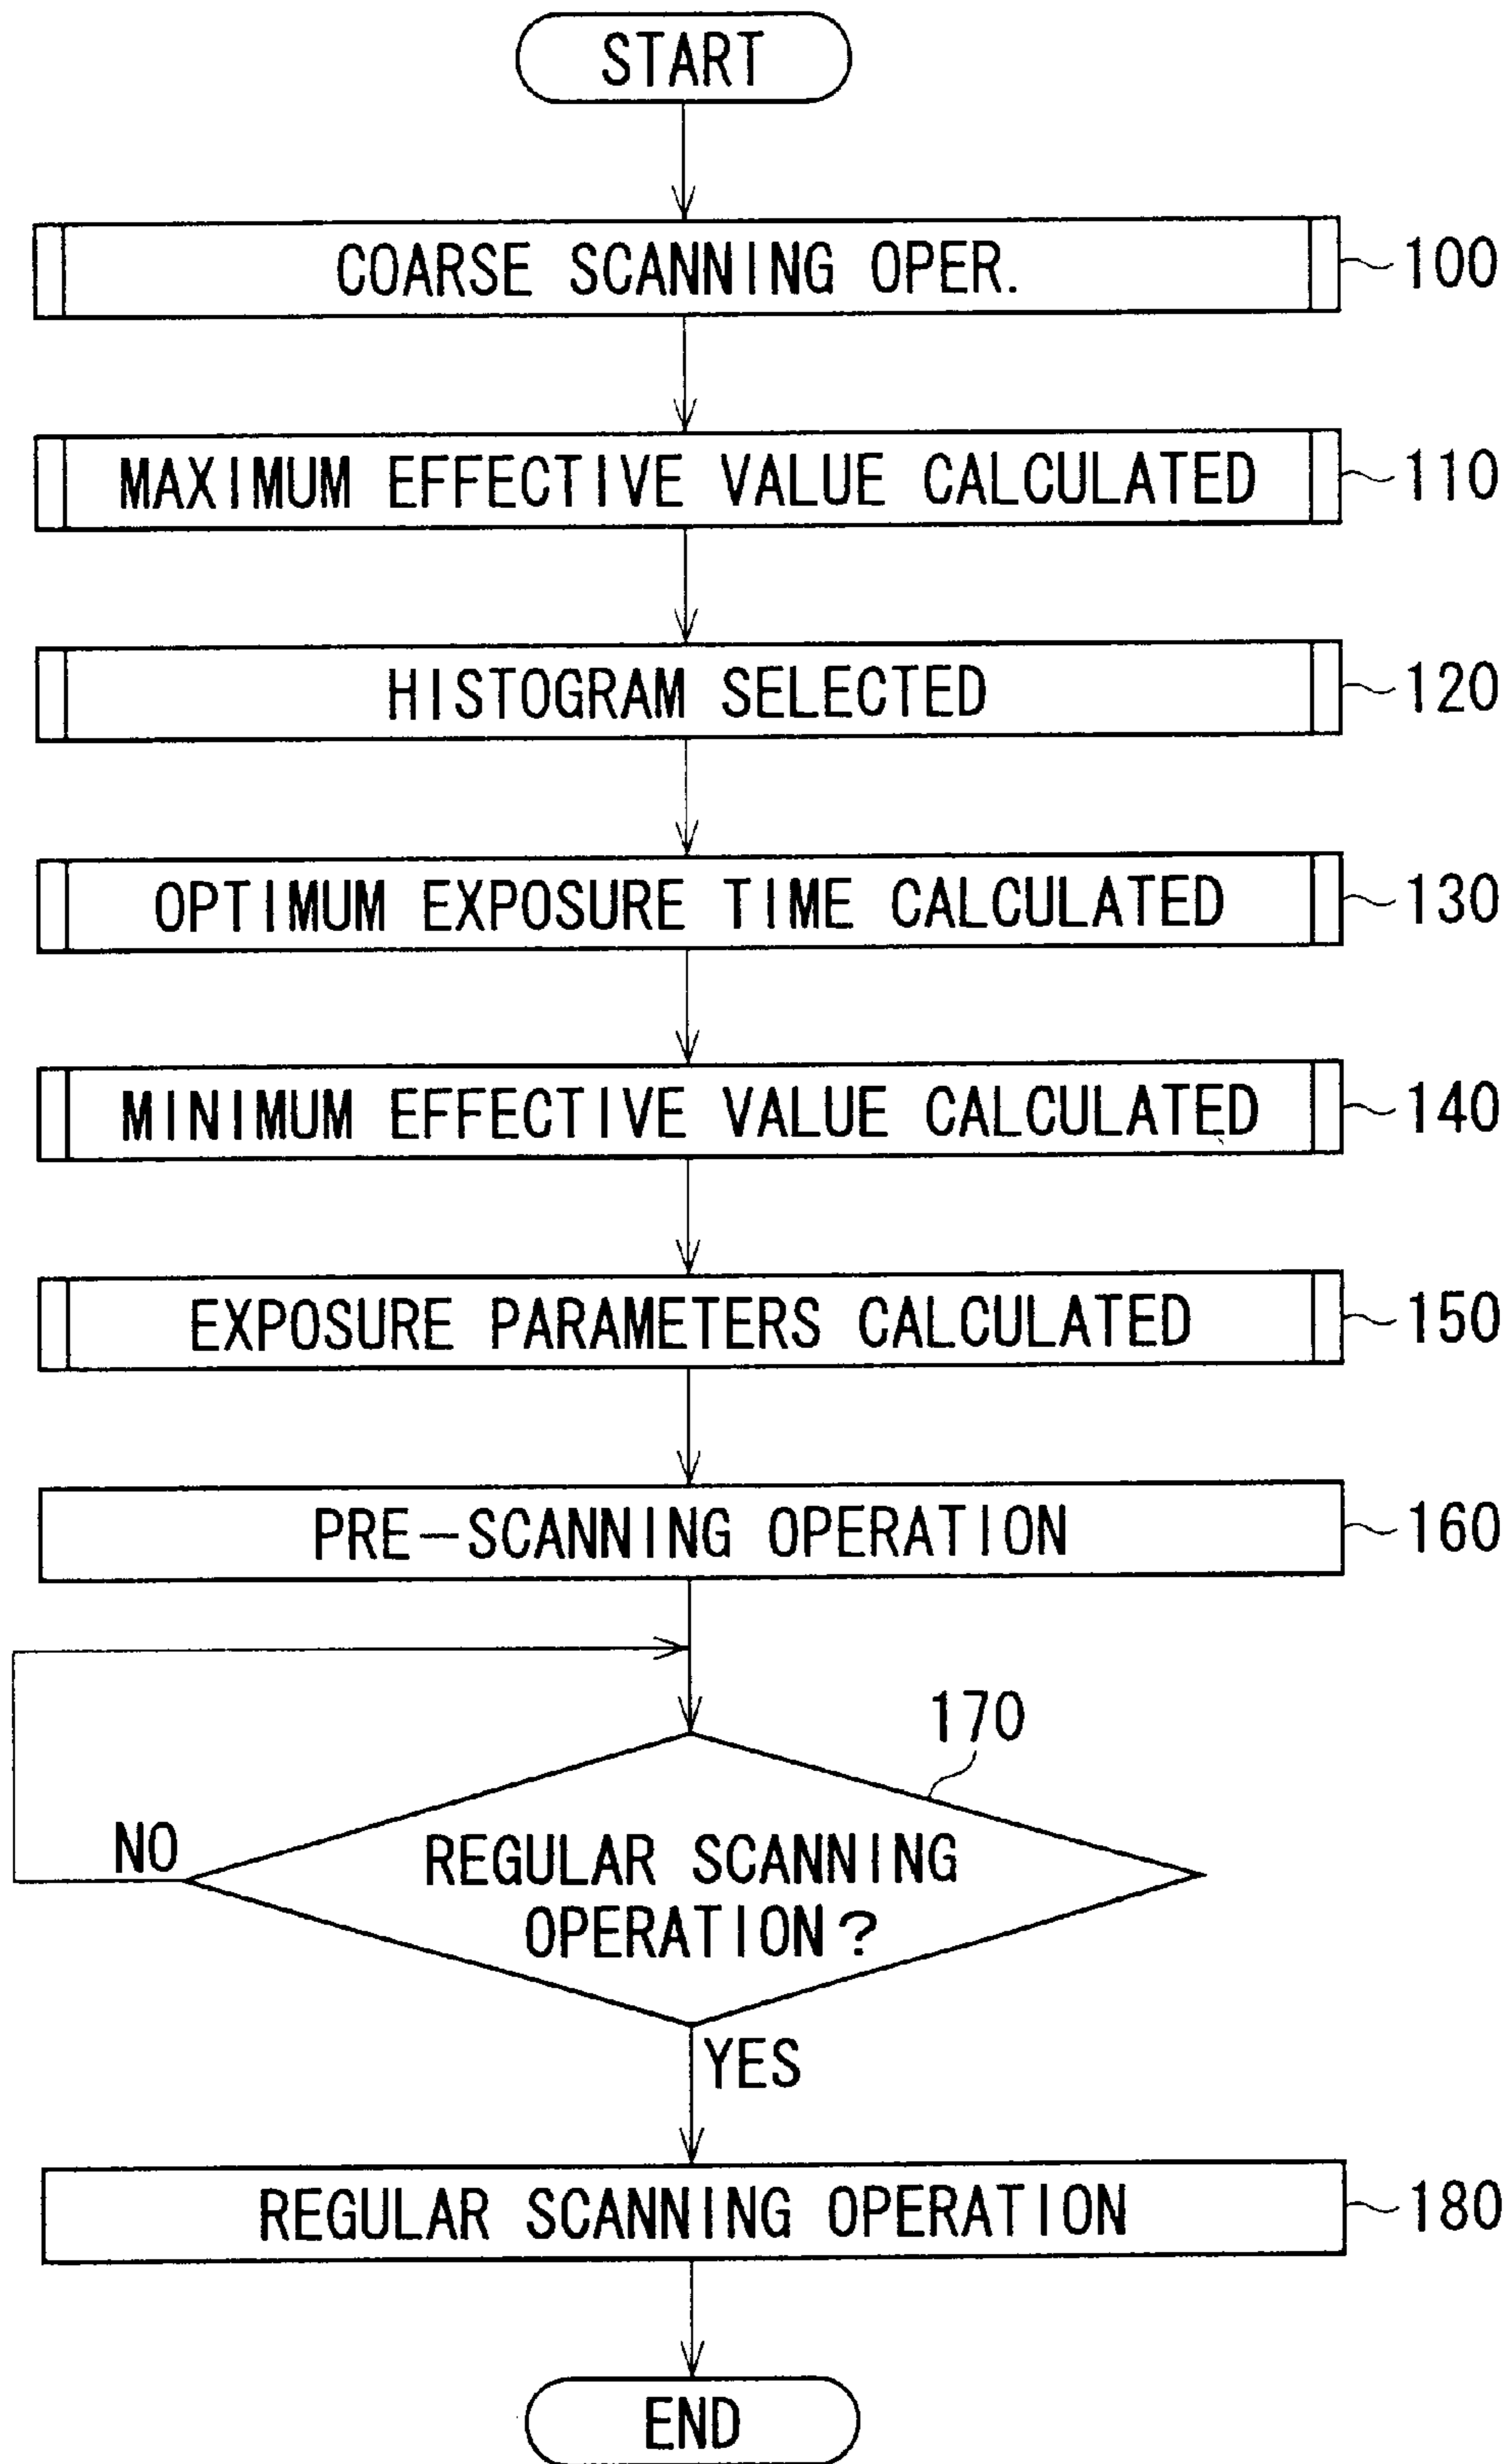 START
COARSE SCANNING OPER.
100
MAXIMUM EFFECTIVE VALUE CALCULATED
110
HISTOGRAM SELECTED
120
OPTIMUM EXPOSURE TIME CALCULATED
130
MINIMUM EFFECTIVE VALUE CALCULATED
140
EXPOSURE PARAMETERS CALCULATED
150
PRE-SCANNING OPERATION
160
170
NO
REGULAR SCANNING
OPERATION?
YES
REGULAR SCANNING OPERATION
180
END